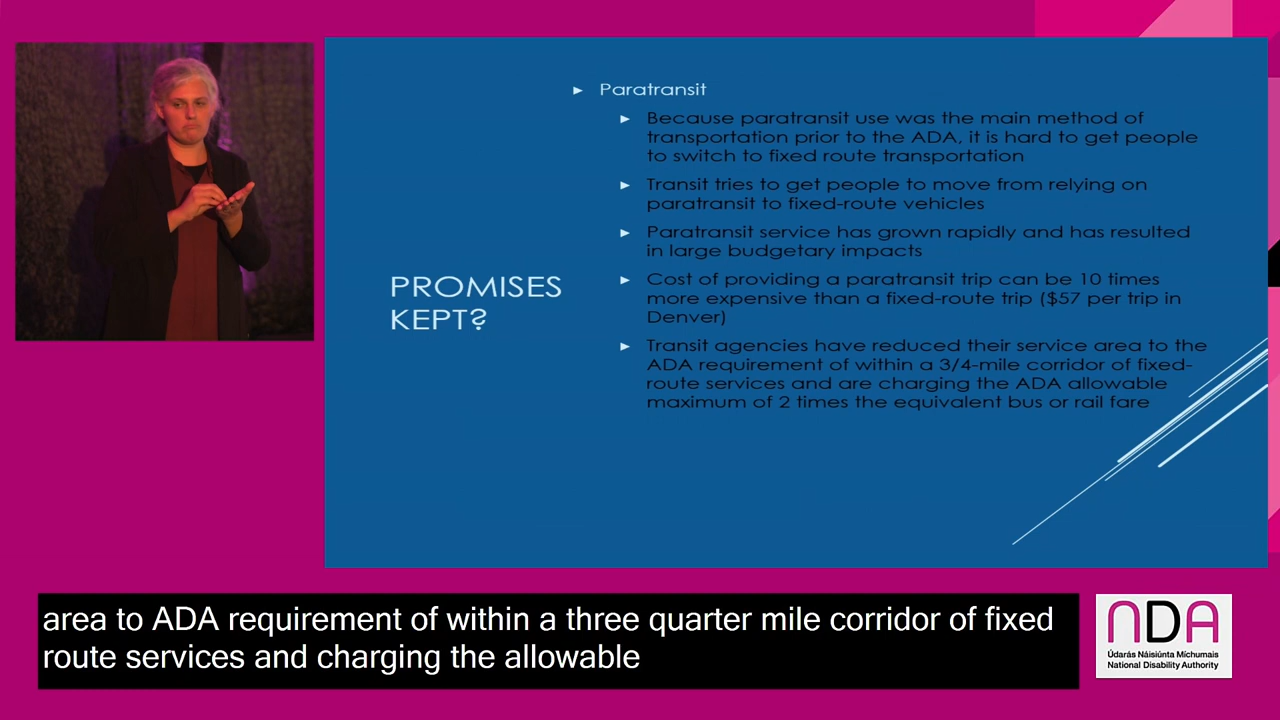 Paratransit
Because paratransit use was the main method of
transportation prior to the ADA, it is hard to get people
to switch to fixed route transportation
Transit tries to get people to move from relying on
paratransit to fixed-route vehicles
Paratransit service has grown rapidly and has resulted
in large budgetary impacts
Cost of providing a paratransit trip can be 10 times
more expensive than a fixed-route trip ($57 per trip in
Denver)
Transit agencies have reduced their service area to the
ADA requirement of within a 3/4-mile corridor of fixed-
route services and are charging the ADA allowable
maximum of 2 times the equivalent bus or rail fare
PROMISES
KEPT?
area to ADA requirement of within a three quarter mile corridor of fixed
route services and charging the allowable
NDA
Údarás Náisiúnta Míchumais
National Disability Authority